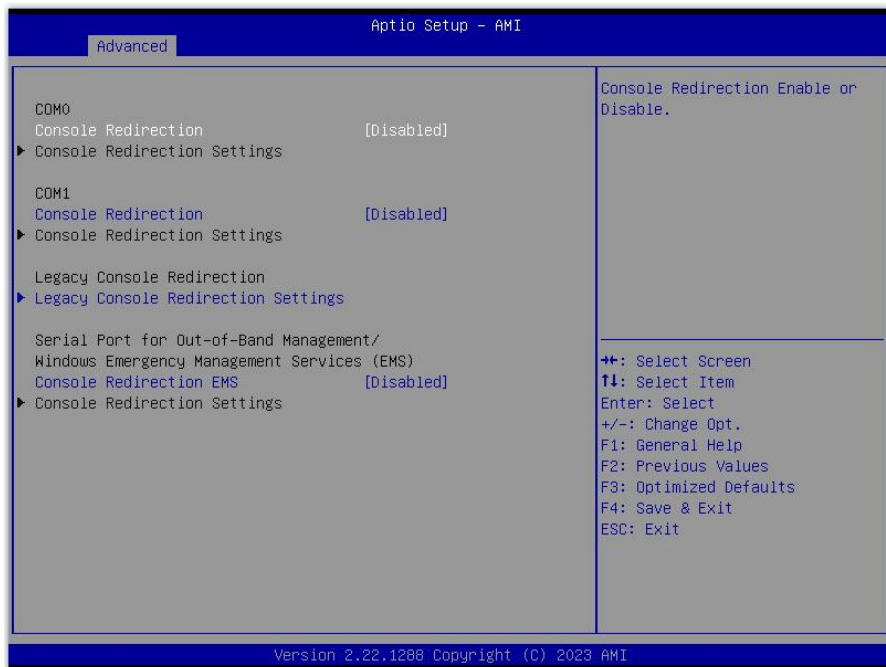 Aptio Setup – AMI
Advanced
COM0
Console Redirection [Disabled]
▶ Console Redirection Settings
COM1
Console Redirection [Disabled]
▶ Console Redirection Settings
Legacy Console Redirection
▶ Legacy Console Redirection Settings
Serial Port for Out-of-Band Management/
Windows Emergency Management Services (EMS)
Console Redirection EMS [Disabled]
▶ Console Redirection Settings
Console Redirection Enable or
Disable.
→←: Select Screen
↑↓: Select Item
Enter: Select
+/-: Change Opt.
F1: General Help
F2: Previous Values
F3: Optimized Defaults
F4: Save & Exit
ESC: Exit
Version 2.22.1288 Copyright (C) 2023 AMI